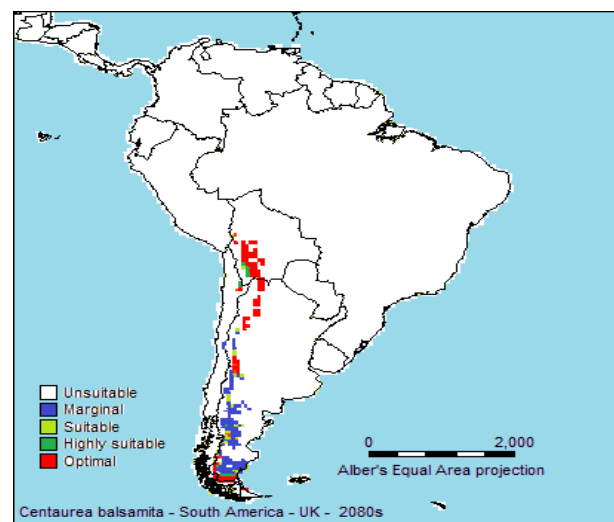 Unsuitable
Marginal
Suitable
Highly suitable
Optimal
0 2,000
Alber's Equal Area projection
Centaurea balsamita - South America - UK - 2080s